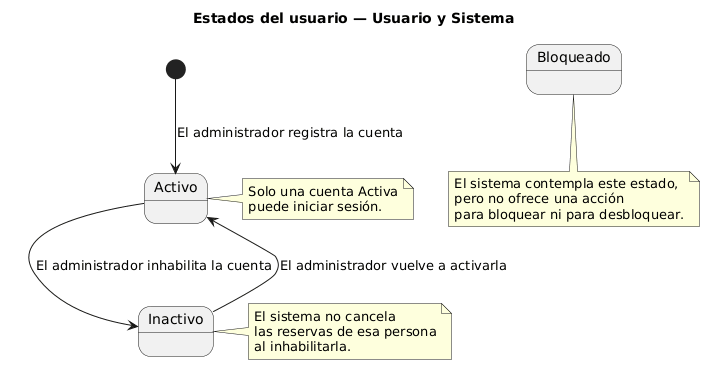 Estados del usuario — Usuario y Sistema
Bloqueado
El administrador registra la cuenta
Activo
Solo una cuenta Activa
puede iniciar sesión.
El sistema contempla este estado,
pero no ofrece una acción
para bloquear ni para desbloquear.
El administrador inhabilita la cuenta
El administrador vuelve a activarla
Inactivo
El sistema no cancela
las reservas de esa persona
al inhabilitarla.